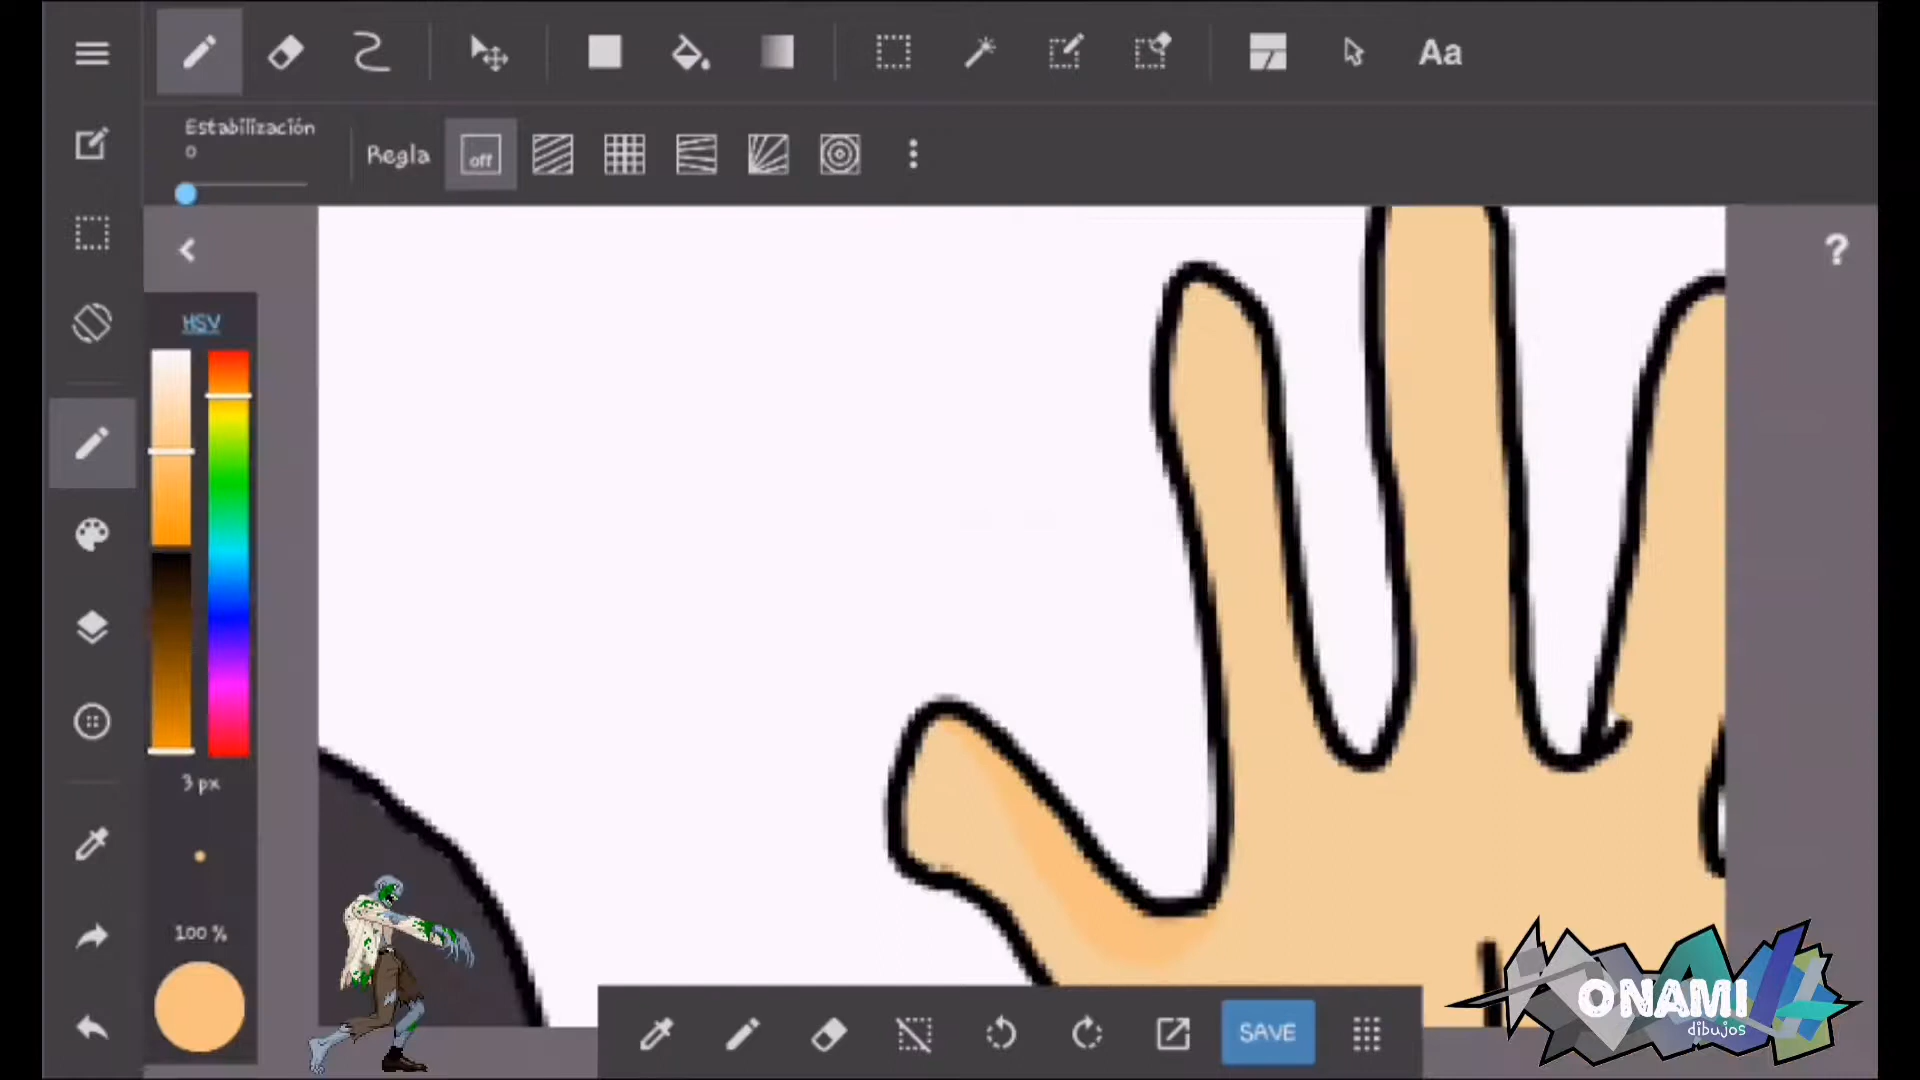 Aa
Estabilización
0
Regla
off
?
HSV
3 px
100 %
SAVE
ONAMI
dibujos